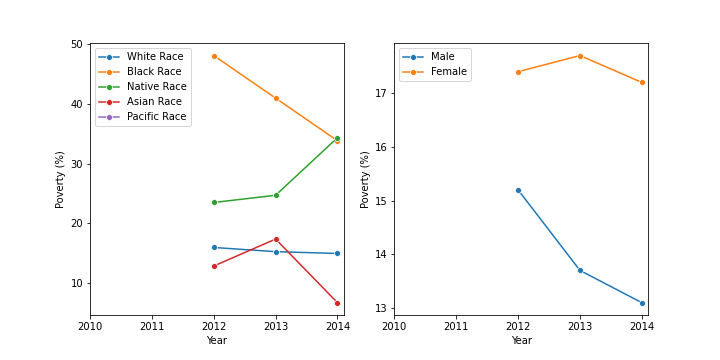 White Race
Black Race
Native Race
Asian Race
Pacific Race
50
40
30
20
10
Poverty (%)
2010 2011 2012 2013 2014
Year
Male
Female
17
16
15
14
13
Poverty (%)
2010 2011 2012 2013 2014
Year